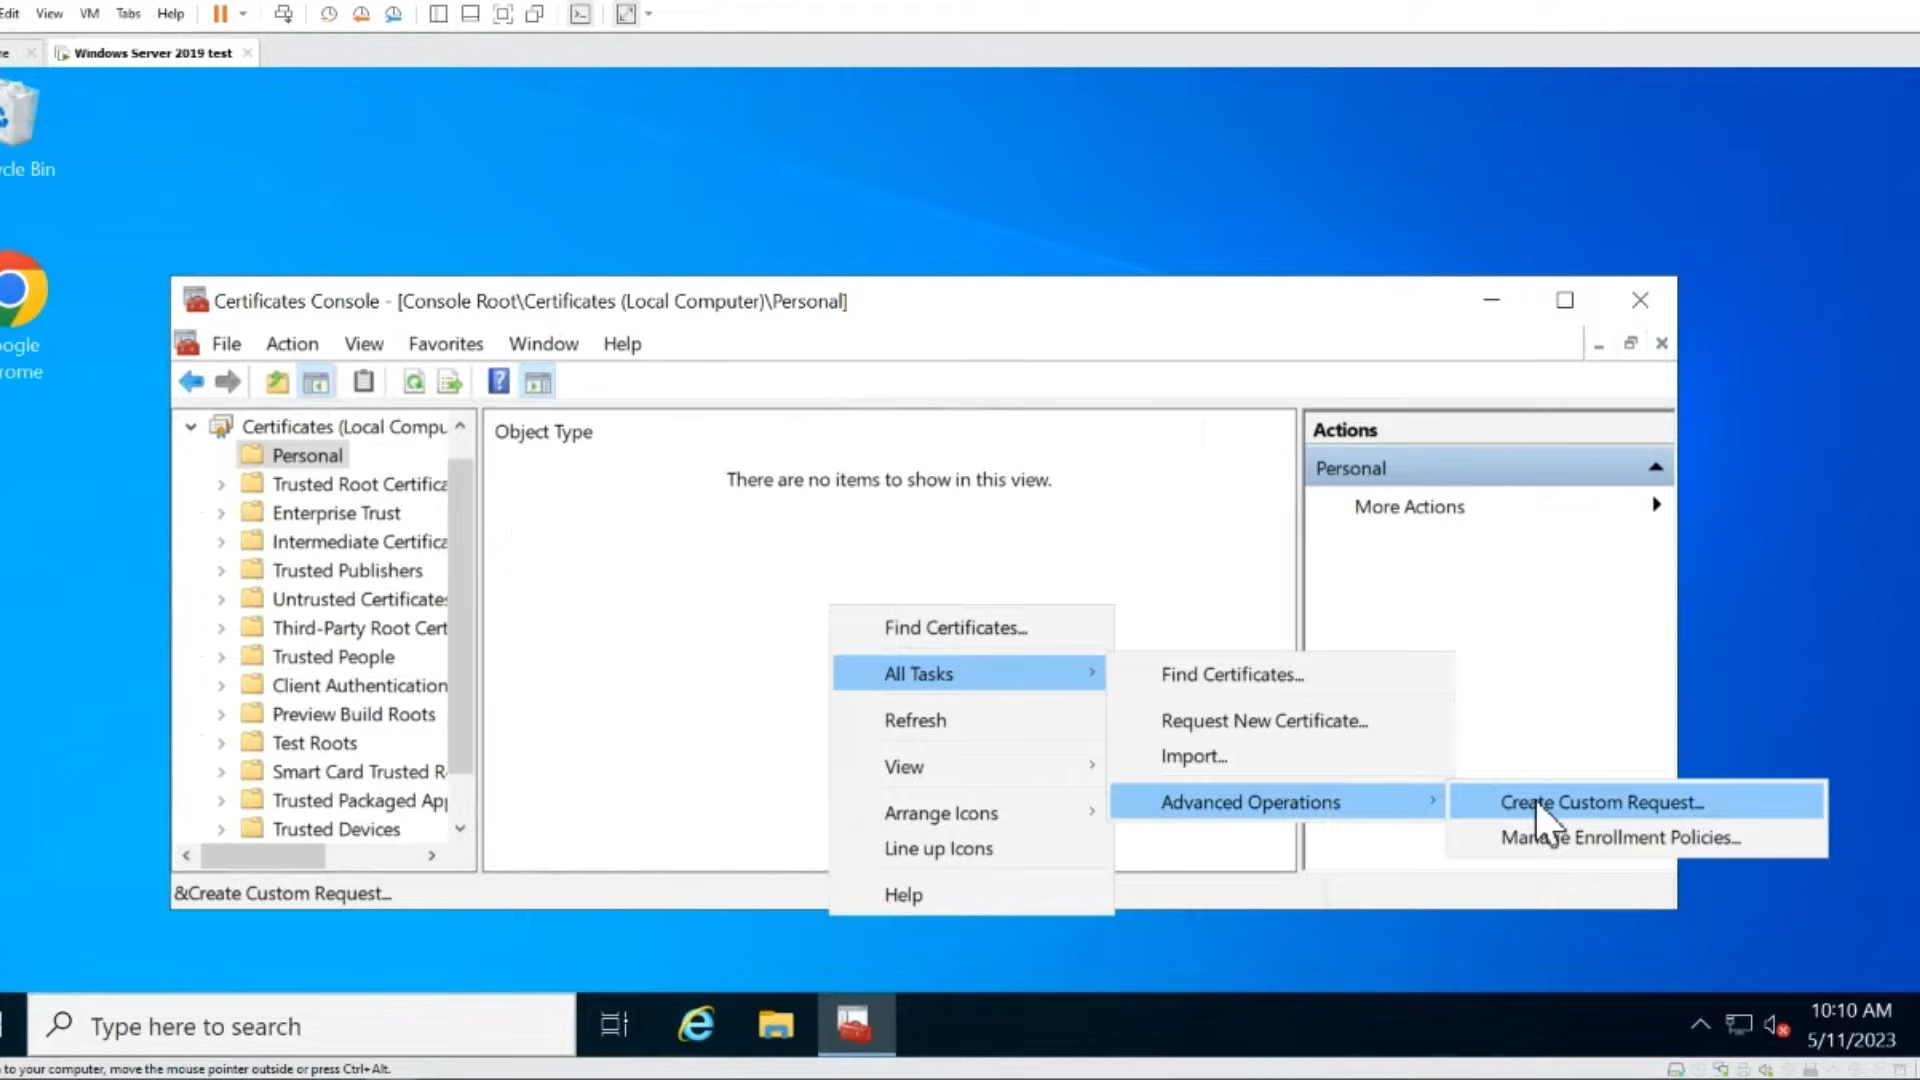 Edit View VM Tabs Help
Windows Server 2019 test
Certificates Console - [Console Root\Certificates (Local Computer)\Personal]
File Action View Favorites Window Help
Certificates (Local Compu
Personal
Trusted Root Certifica
Enterprise Trust
Intermediate Certifica
Trusted Publishers
Untrusted Certificates
Third-Party Root Cert
Trusted People
Client Authentication
Preview Build Roots
Test Roots
Smart Card Trusted R
Trusted Packaged App
Trusted Devices
Object Type
There are no items to show in this view.
Actions
Personal
More Actions
Find Certificates...
All Tasks
Refresh
View
Arrange Icons
Line up Icons
Help
Find Certificates...
Request New Certificate...
Import...
Advanced Operations
Create Custom Request...
Manage Enrollment Policies...
&Create Custom Request...
Type here to search
10:10 AM
5/11/2023
to your computer, move the mouse pointer outside or press Ctrl+Alt.
cle Bin
ogle
rome